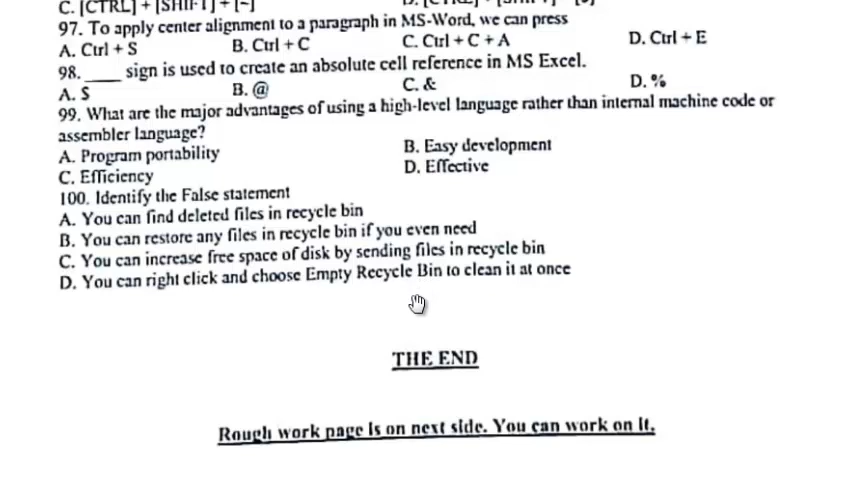 C. [CTRL] + [SHIFT] + [~]
97. To apply center alignment to a paragraph in MS-Word, we can press
A. Ctrl + S B. Ctrl + C C. Ctrl + C + A D. Ctrl + E
98. ____ sign is used to create an absolute cell reference in MS Excel.
A. S B. @ C. & D. %
99. What are the major advantages of using a high-level language rather than internal machine code or
assembler language?
A. Program portability B. Easy development
C. Efficiency D. Effective
100. Identify the False statement
A. You can find deleted files in recycle bin
B. You can restore any files in recycle bin if you even need
C. You can increase free space of disk by sending files in recycle bin
D. You can right click and choose Empty Recycle Bin to clean it at once
THE END
Rough work page is on next side. You can work on it.